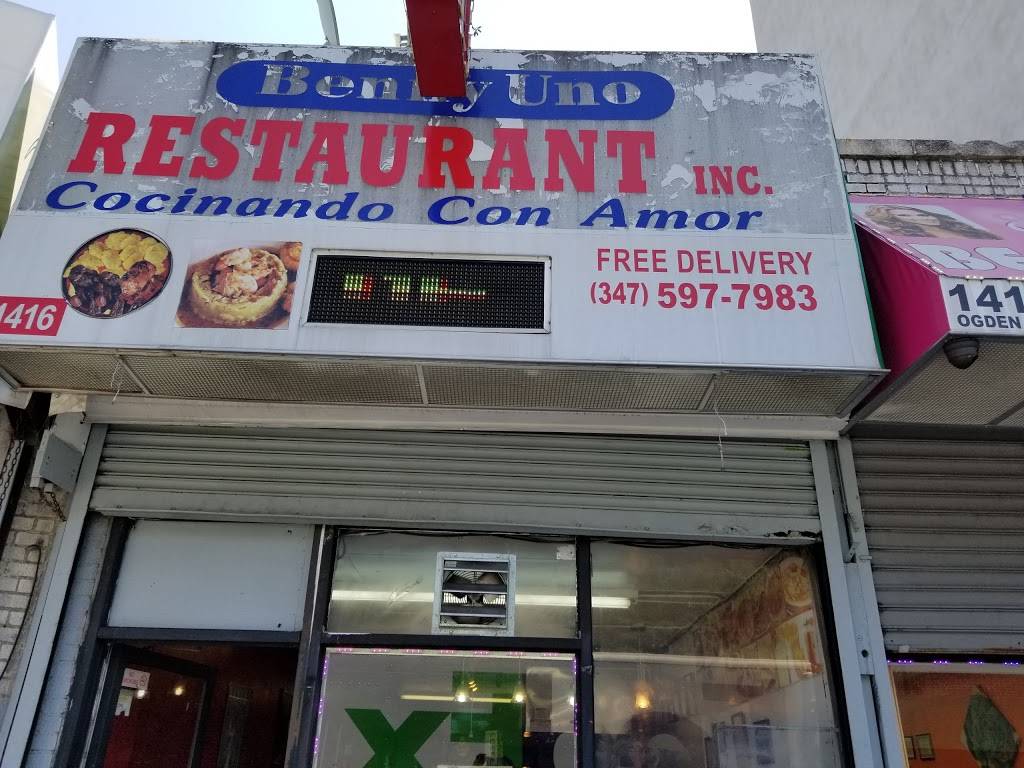 Benny Uno
RESTAURANT INC.
Cocinando Con Amor
FREE DELIVERY
(347) 597-7983
1416
141
OGDEN